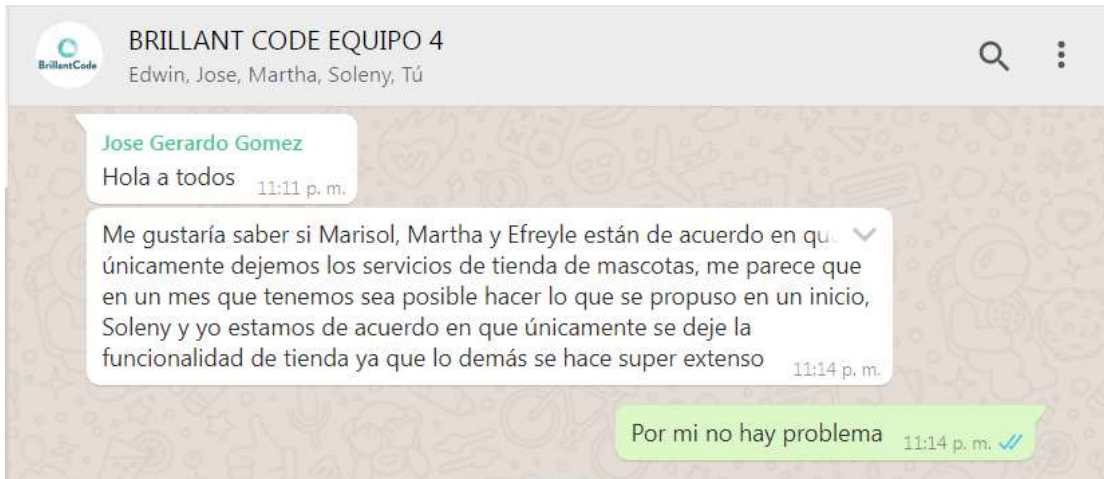 BRILLANT CODE EQUIPO 4
BrillantCode
Edwin, Jose, Martha, Soleny, Tú
Jose Gerardo Gomez
Hola a todos 11:11 p. m.
Me gustaría saber si Marisol, Martha y Efreyle están de acuerdo en que
únicamente dejemos los servicios de tienda de mascotas, me parece que
en un mes que tenemos sea posible hacer lo que se propuso en un inicio,
Soleny y yo estamos de acuerdo en que únicamente se deje la
funcionalidad de tienda ya que lo demás se hace super extenso 11:14 p. m.
Por mi no hay problema 11:14 p. m.